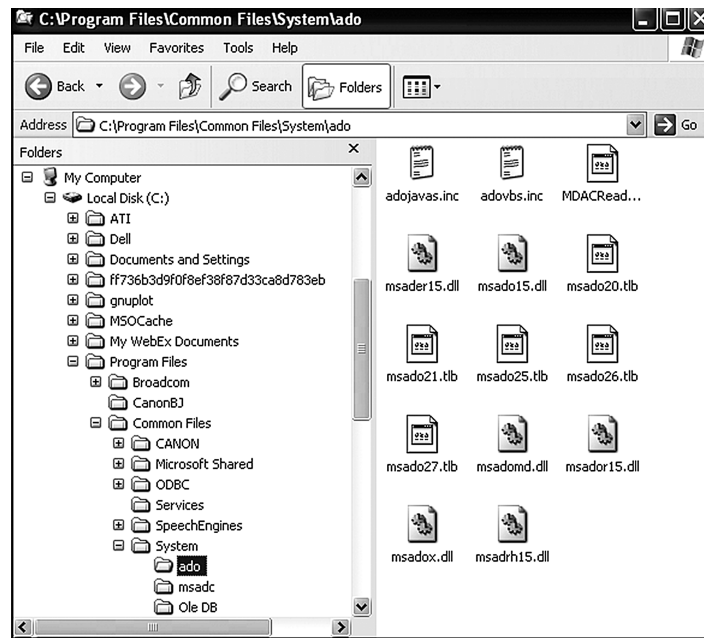 C:\Program Files\Common Files\System\ado
File Edit View Favorites Tools Help
Back Search Folders
Address C:\Program Files\Common Files\System\ado Go
Folders
My Computer
Local Disk (C:)
ATI
Dell
Documents and Settings
ff736b3d9f0f8ef38f87d33ca8d783eb
gnuplot
MSOCache
My WebEx Documents
Program Files
Broadcom
CanonBJ
Common Files
CANON
Microsoft Shared
ODBC
Services
SpeechEngines
System
ado
msadc
Ole DB
adojavas.inc adovbs.inc MDACRead...
msader15.dll msado15.dll msado20.tlb
msado21.tlb msado25.tlb msado26.tlb
msado27.tlb msadomd.dll msador15.dll
msadox.dll msadrh15.dll